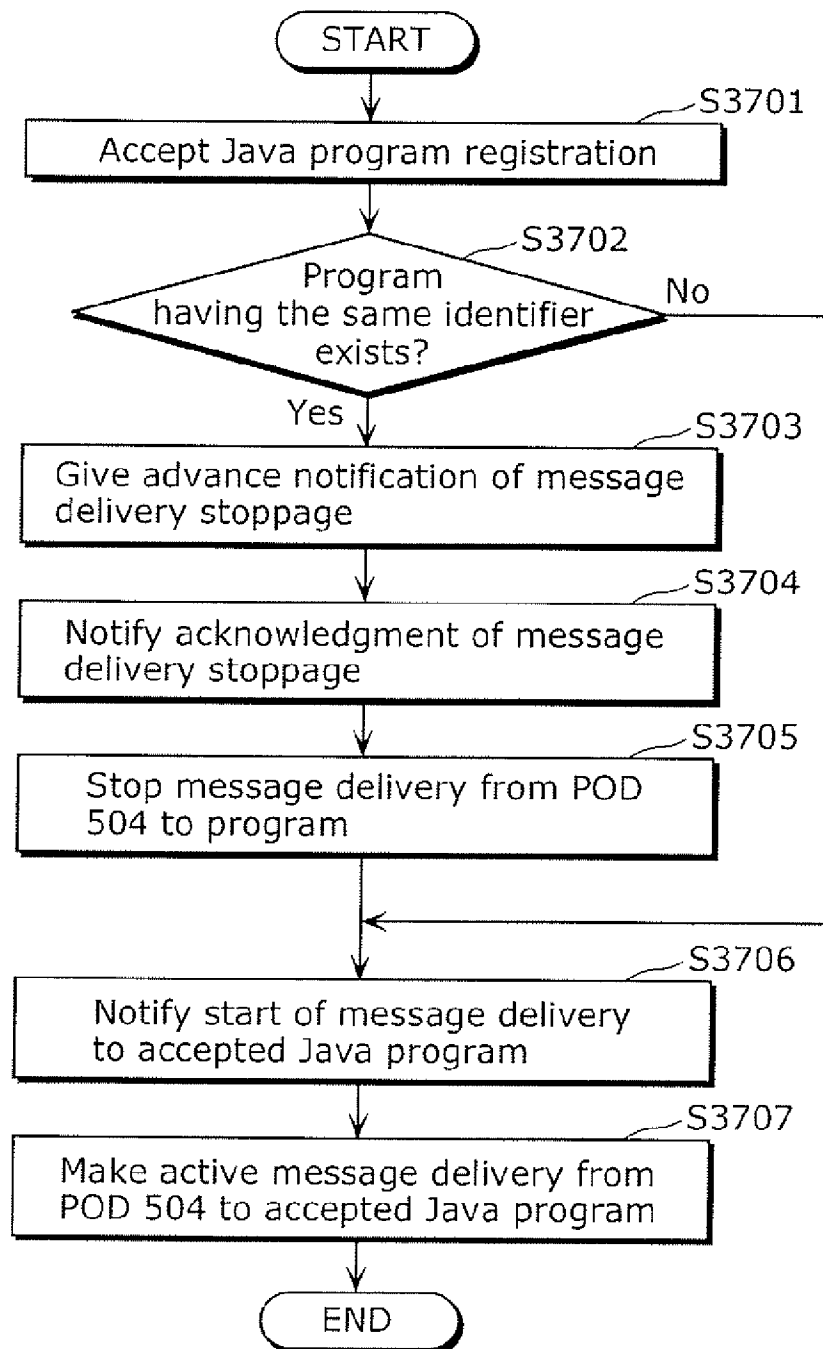 START
S3701
Accept Java program registration
S3702
Program
having the same identifier
exists?
No
Yes
S3703
Give advance notification of message
delivery stoppage
S3704
Notify acknowledgment of message
delivery stoppage
S3705
Stop message delivery from POD
504 to program
S3706
Notify start of message delivery
to accepted Java program
S3707
Make active message delivery from
POD 504 to accepted Java program
END